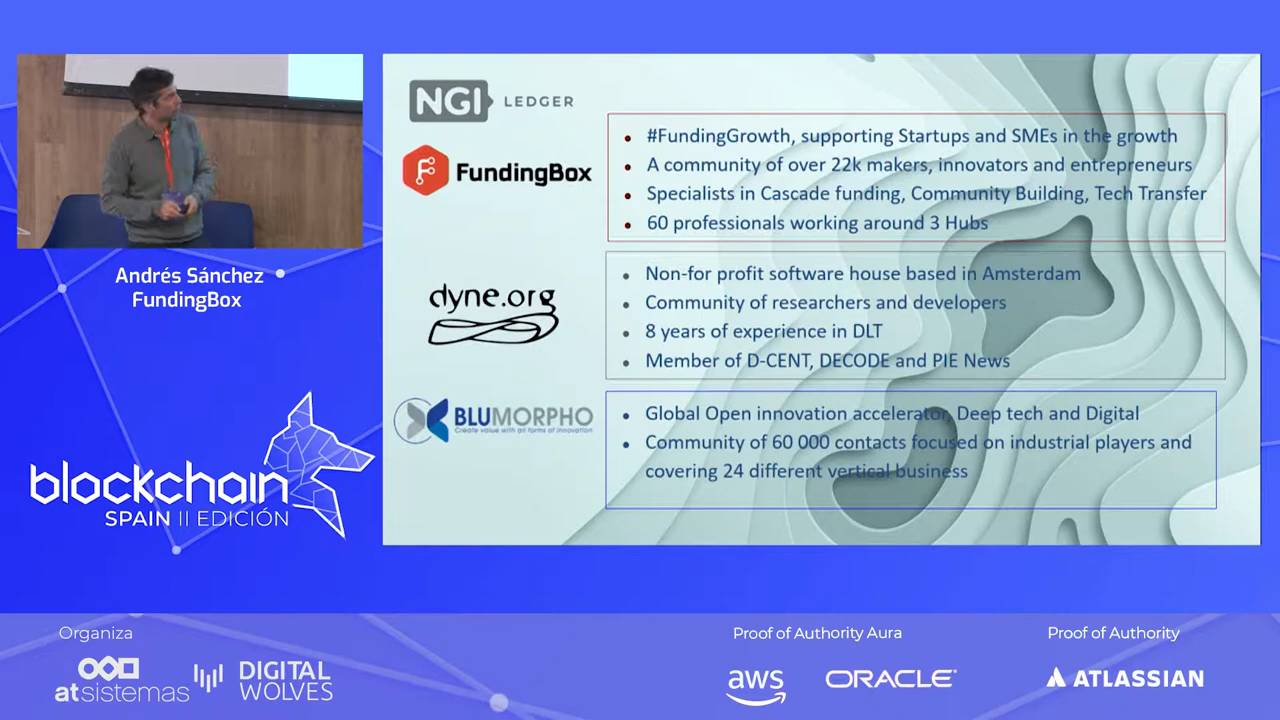 NGI LEDGER
FundingBox
#FundingGrowth, supporting Startups and SMEs in the growth
A community of over 22k makers, innovators and entrepreneurs
Specialists in Cascade funding, Community Building, Tech Transfer
60 professionals working around 3 Hubs
dyne.org
Non-for profit software house based in Amsterdam
Community of researchers and developers
8 years of experience in DLT
Member of D-CENT, DECODE and PIE News
BLUMORPHO
Create value with all forms of innovation
Global Open innovation accelerator, Deep tech and Digital
Community of 60 000 contacts focused on industrial players and
covering 24 different vertical business
Andrés Sánchez
FundingBox
blockchain
SPAIN II EDICIÓN
Organiza
atsistemas
DIGITAL
WOLVES
Proof of Authority Aura
aws
ORACLE
Proof of Authority
ATLASSIAN